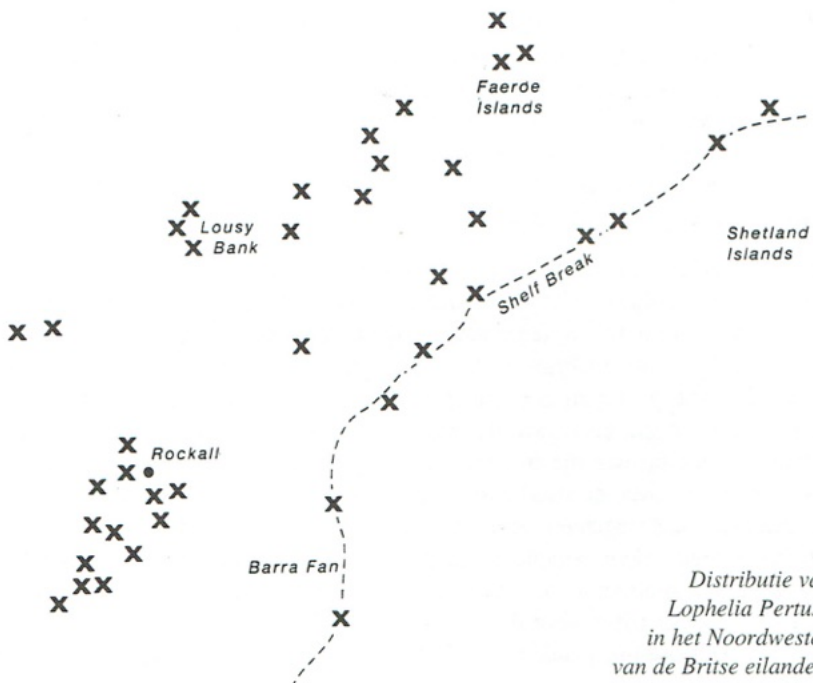 Faeroe
Islands
Lousy
Bank
Shetland
Islands
Shelf Break
Rockall
Barra Fan
Distributie va
Lophelia Pertu
in het Noordweste
van de Britse eilande